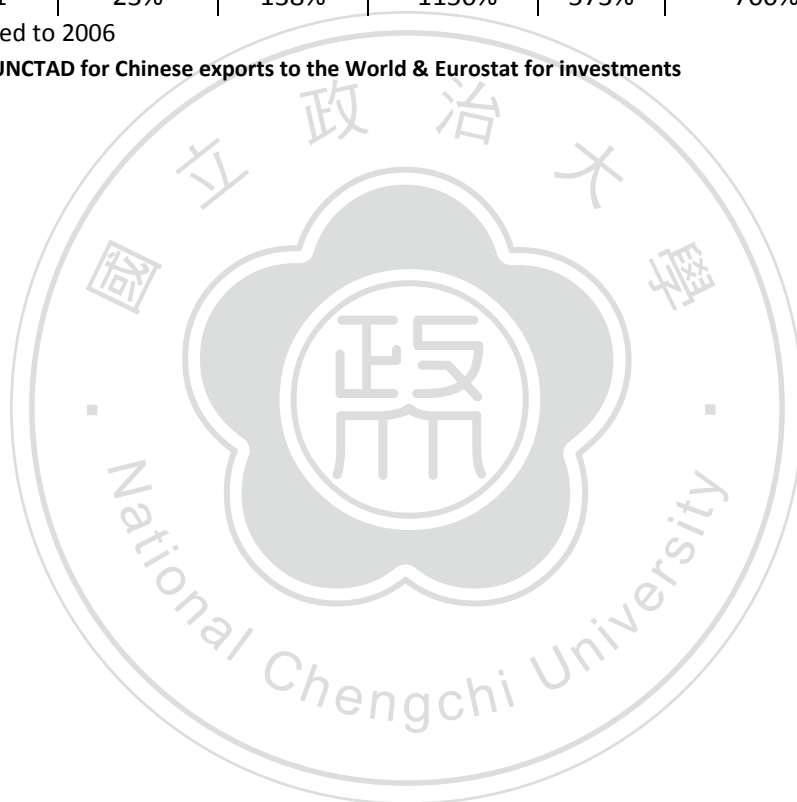 ed to 2006
UNCTAD for Chinese exports to the World & Eurostat for investments
國立政治大學
政
National Chengchi University